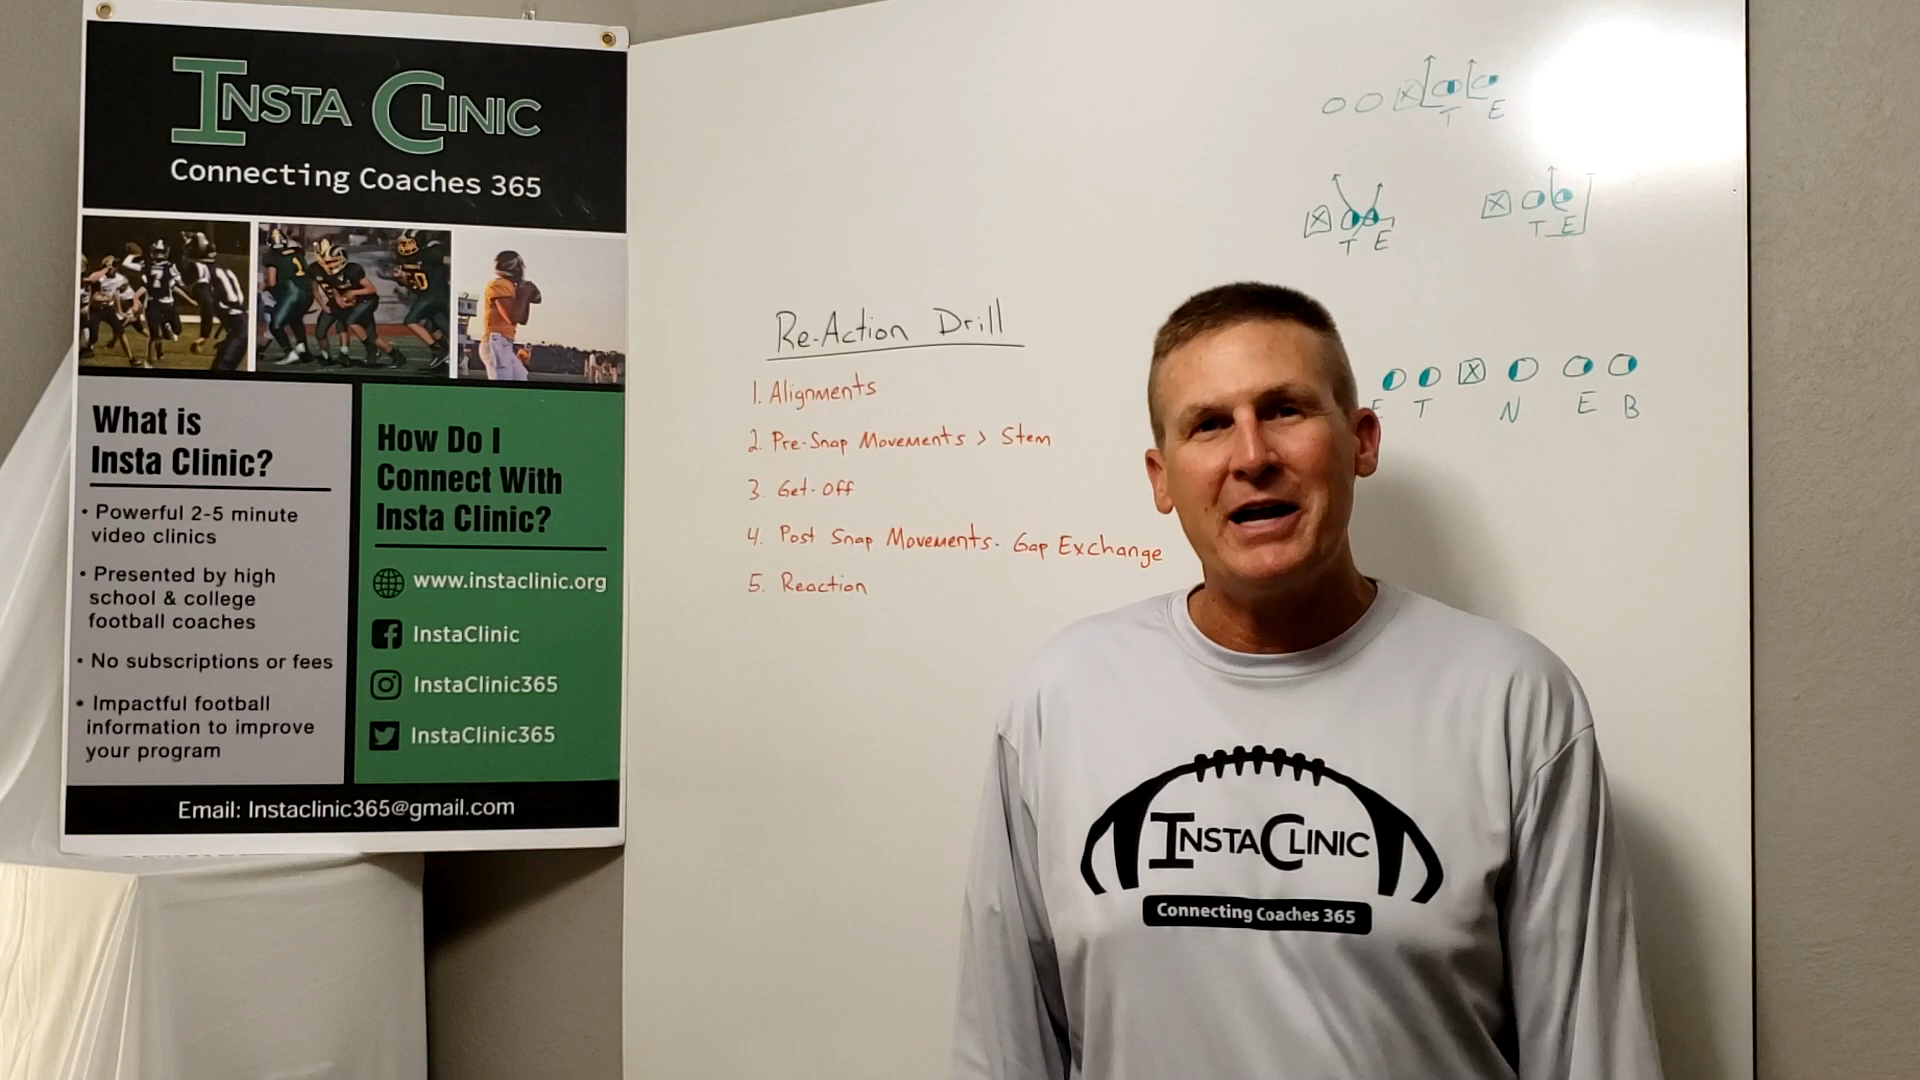 INSTA CLINIC
Connecting Coaches 365
1
7
11
What is
Insta Clinic?
• Powerful 2-5 minute
video clinics
• Presented by high
school & college
football coaches
• No subscriptions or fees
• Impactful football
information to improve
your program
How Do I
Connect With
Insta Clinic?
www.instaclinic.org
InstaClinic
InstaClinic365
InstaClinic365
Email: Instaclinic365@gmail.com
Re-Action Drill
1. Alignments
2. Pre-Snap Movements > Stem
3. Get-Off
4. Post Snap Movements- Gap Exchange
5. Reaction
X
T E
X
T E
X
T E
X
E T N E B
INSTACLINIC
Connecting Coaches 365